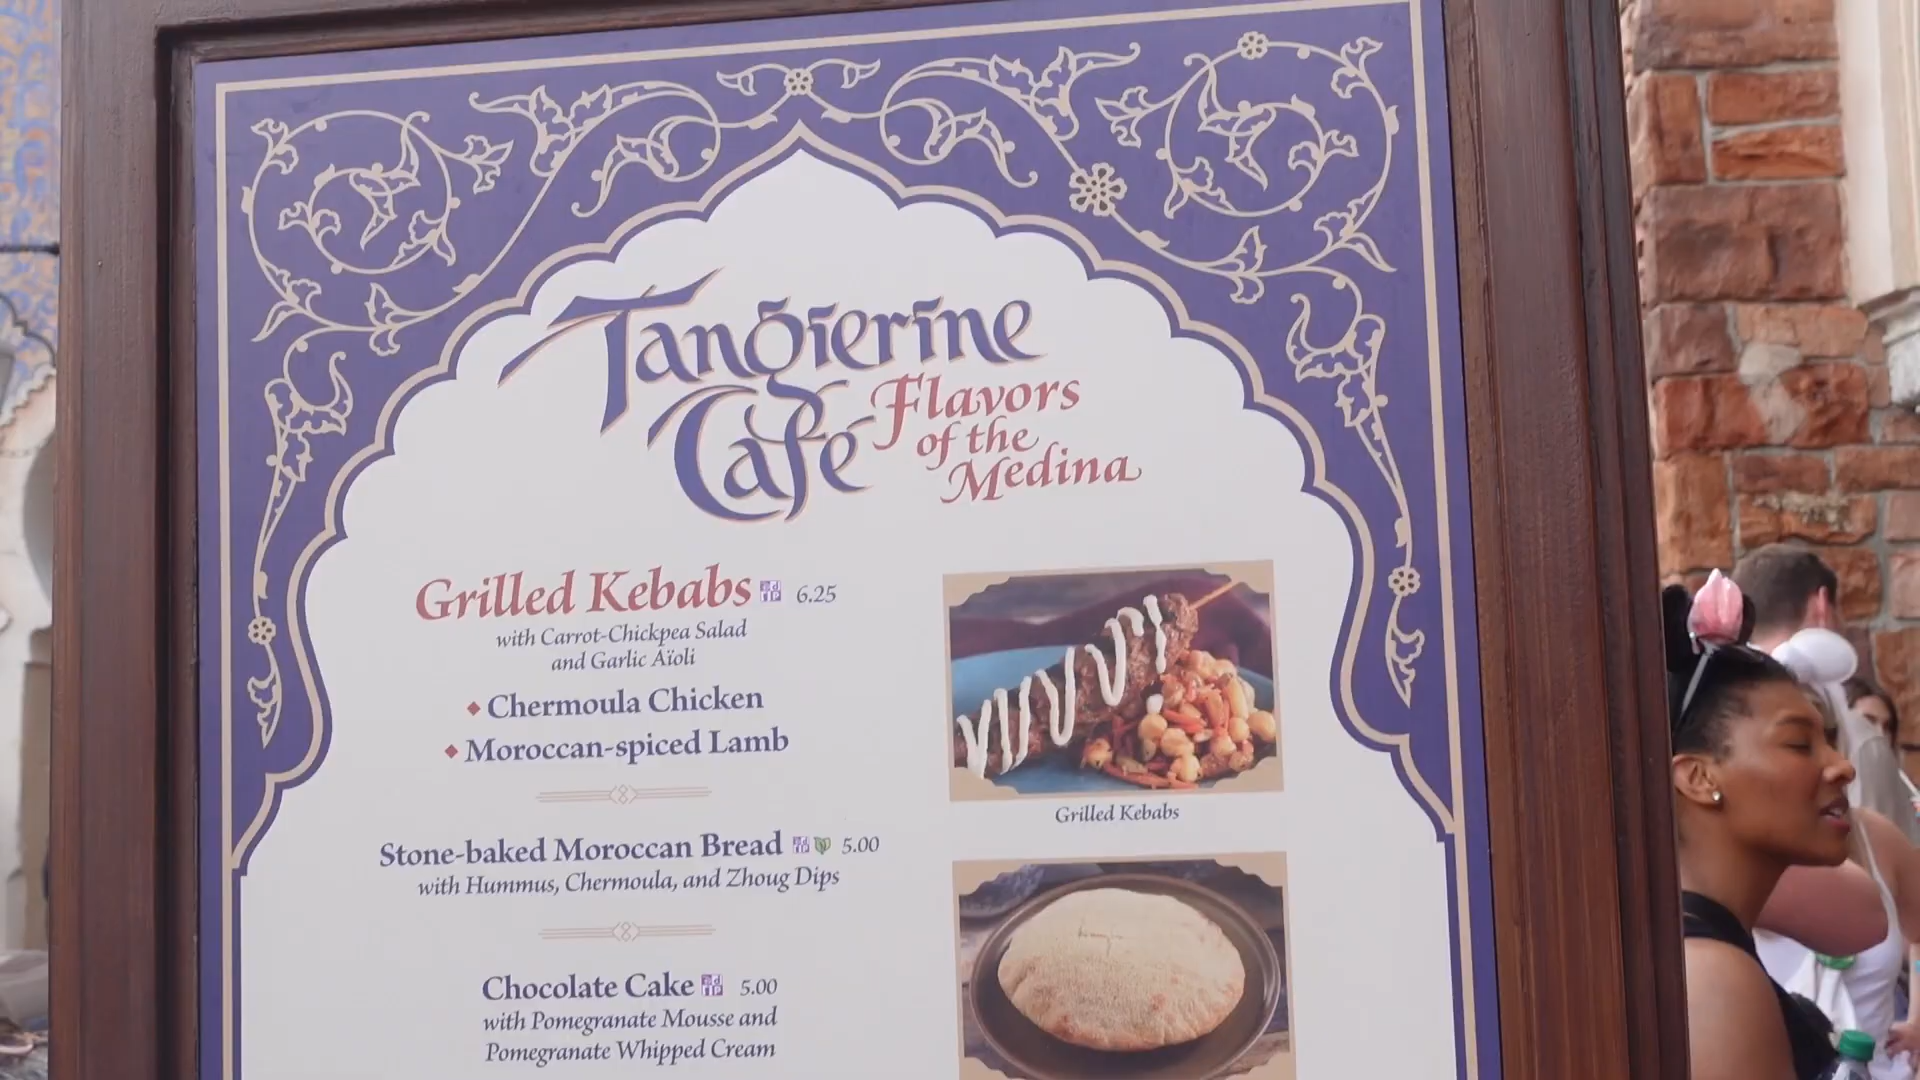 Tangierine
Café
Flavors
of the
Medina
Grilled Kebabs 6.25
with Carrot-Chickpea Salad
and Garlic Aïoli
Chermoula Chicken
Moroccan-spiced Lamb
Stone-baked Moroccan Bread 5.00
with Hummus, Chermoula, and Zhoug Dips
Chocolate Cake 5.00
with Pomegranate Mousse and
Pomegranate Whipped Cream
Grilled Kebabs